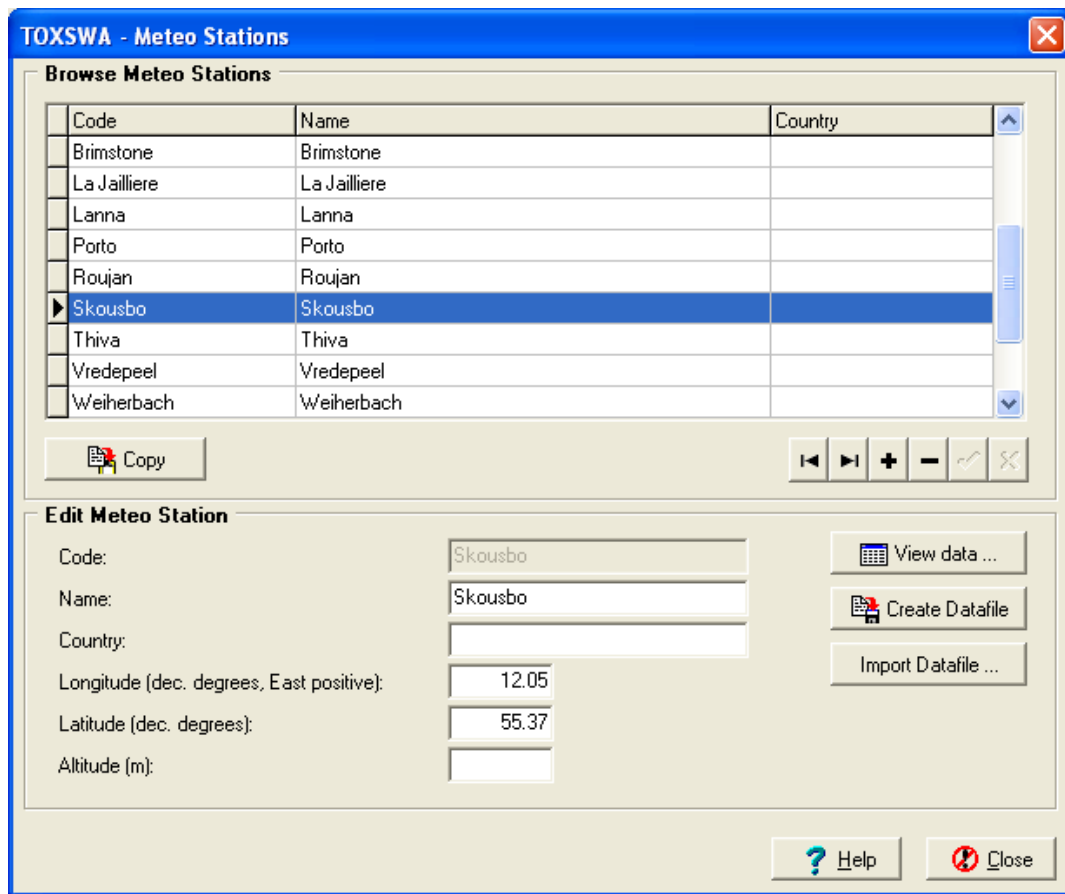 TOXSWA - Meteo Stations
Browse Meteo Stations
Code Name Country
Brimstone Brimstone
La Jailliere La Jailliere
Lanna Lanna
Porto Porto
Roujan Roujan
Skousbo Skousbo
Thiva Thiva
Vredepeel Vredepeel
Weiherbach Weiherbach
Copy
Edit Meteo Station
Code: Skousbo View data ...
Name: Skousbo Create Datafile
Country: Import Datafile ...
Longitude (dec. degrees, East positive): 12.05
Latitude (dec. degrees): 55.37
Altitude (m):
? Help Close